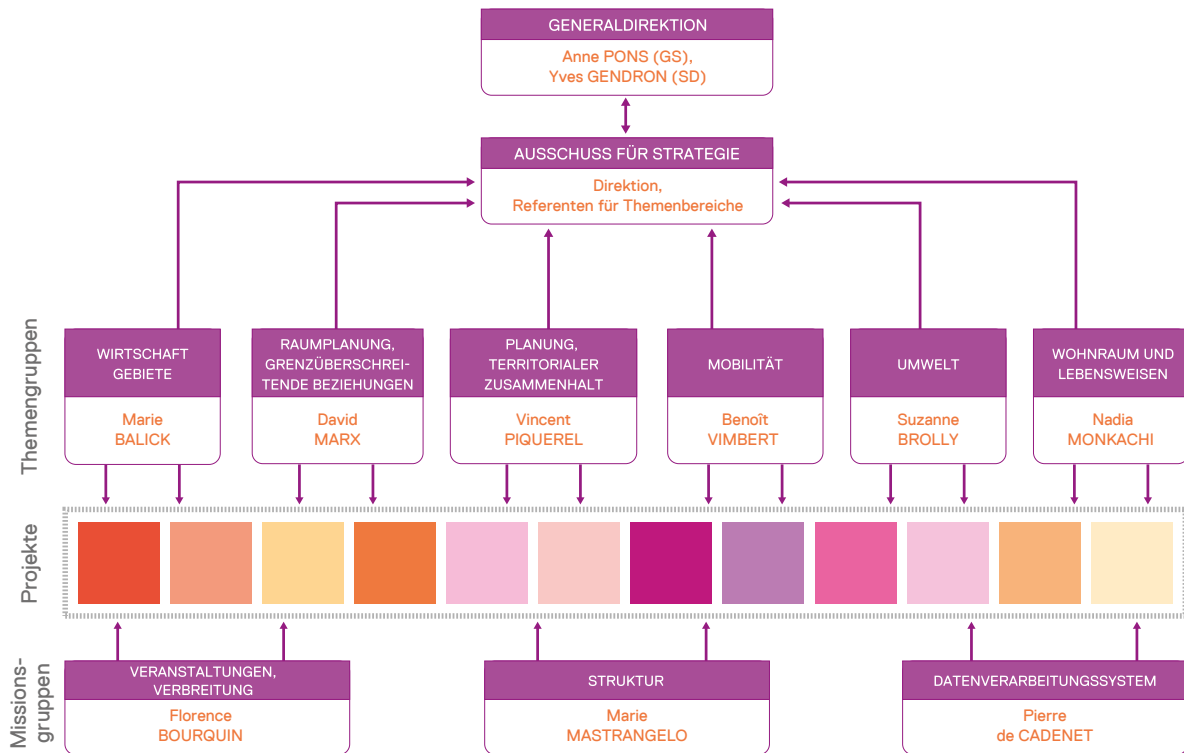 GENERALDIREKTION
Anne PONS (GS),
Yves GENDRON (SD)
AUSSCHUSS FÜR STRATEGIE
Direktion,
Referenten für Themenbereiche
Themengruppen
WIRTSCHAFT
GEBIETE
Marie
BALICK
RAUMPLANUNG,
GRENZÜBERSCHREI-
TENDE BEZIEHUNGEN
David
MARX
PLANUNG,
TERRITORIALER
ZUSAMMENHALT
Vincent
PIQUEREL
MOBILITÄT
Benoît
VIMBERT
UMWELT
Suzanne
BROLLY
WOHNRAUM UND
LEBENSWEISEN
Nadia
MONKACHI
Projekte
Missions-
gruppen
VERANSTALTUNGEN,
VERBREITUNG
Florence
BOURQUIN
STRUKTUR
Marie
MASTRANGELO
DATENVERARBEITUNGSSYSTEM
Pierre
de CADENET